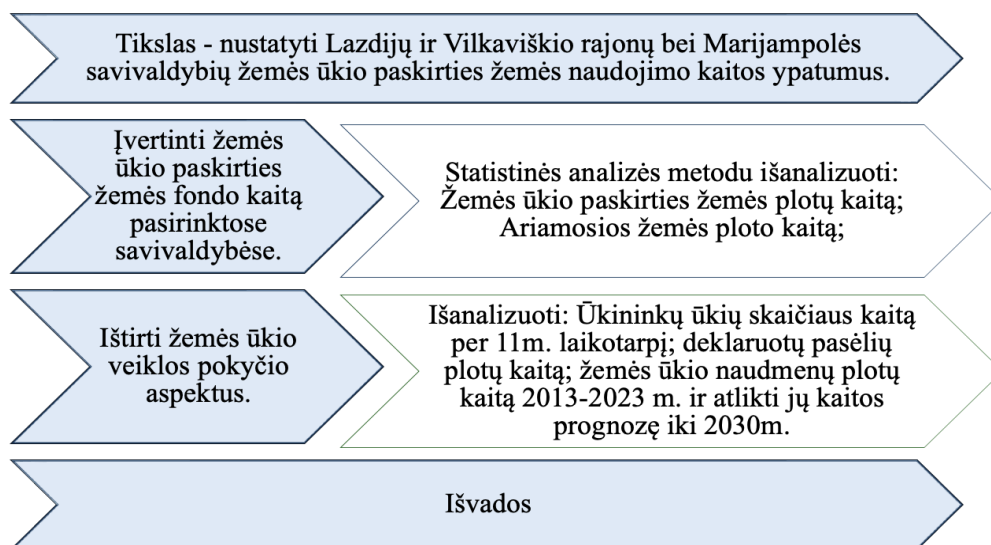 Tikslas - nustatyti Lazdijų ir Vilkaviškio rajonų bei Marijampolės
savivaldybių žemės ūkio paskirties žemės naudojimo kaitos ypatumus.
Įvertinti žemės
ūkio paskirties
žemės fondo kaitą
pasirinktose
savivaldybėse.
Statistinės analizės metodu išanalizuoti:
Žemės ūkio paskirties žemės plotų kaitą;
Ariamosios žemės ploto kaitą;
Ištirti žemės ūkio
veiklos pokyčio
aspektus.
Išanalizuoti: Ūkininkų ūkių skaičiaus kaitą
per 11m. laikotarpį; deklaruotų pasėlių
plotų kaitą; žemės ūkio naudmenų plotų
kaitą 2013-2023 m. ir atlikti jų kaitos
prognozę iki 2030m.
Išvados